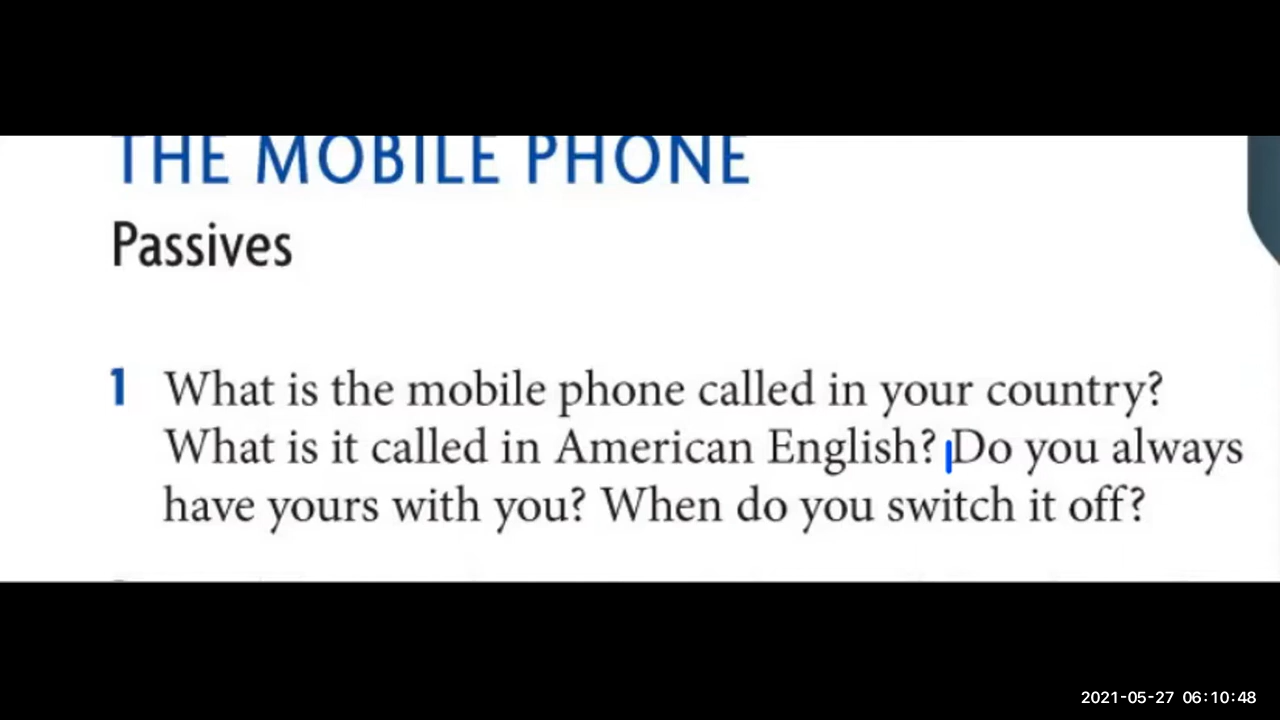 THE MOBILE PHONE
Passives
1 What is the mobile phone called in your country?
What is it called in American English? Do you always
have yours with you? When do you switch it off?
2021-05-27 06:10:48